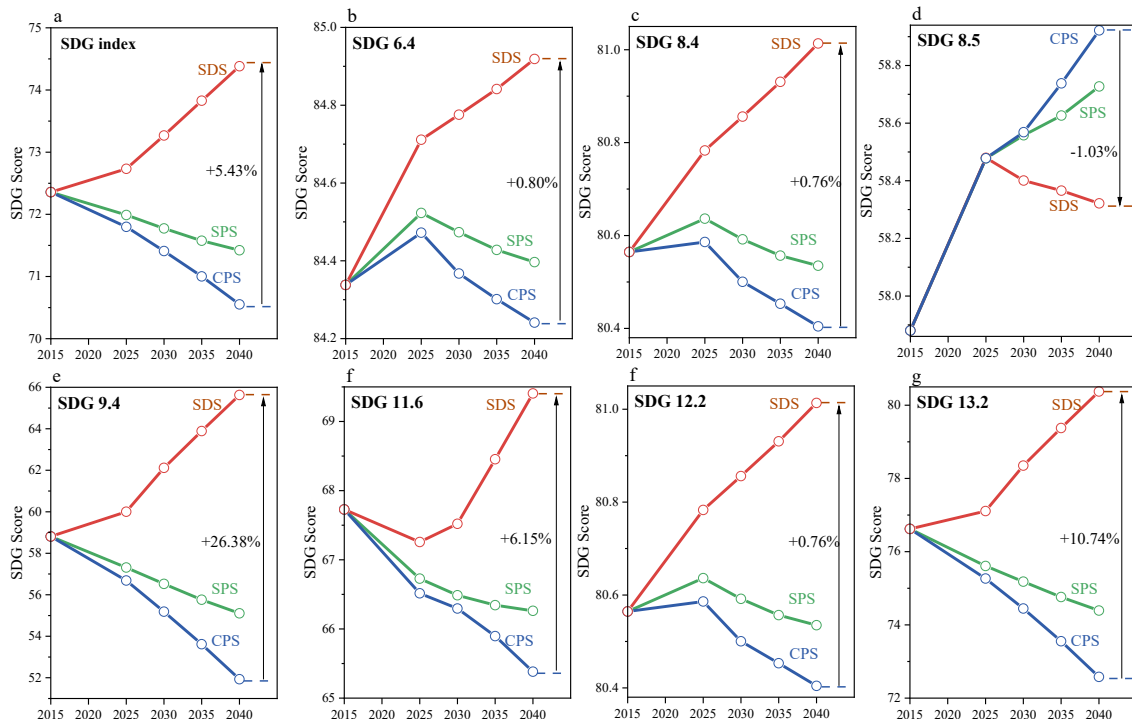 a
SDG index
SDG Score
75
74
73
72
71
70
SDS
SPS
CPS
+5.43%
2015 2020 2025 2030 2035 2040
b
SDG 6.4
SDG Score
85.0
84.8
84.6
84.4
84.2
SDS
SPS
CPS
+0.80%
2015 2020 2025 2030 2035 2040
c
SDG 8.4
SDG Score
81.0
80.8
80.6
80.4
SDS
SPS
CPS
+0.76%
2015 2020 2025 2030 2035 2040
d
SDG 8.5
SDG Score
58.8
58.6
58.4
58.2
58.0
CPS
SPS
SDS
-1.03%
2015 2020 2025 2030 2035 2040
e
SDG 9.4
SDG Score
66
64
62
60
58
56
54
52
SDS
SPS
CPS
+26.38%
2015 2020 2025 2030 2035 2040
f
SDG 11.6
SDG Score
69
68
67
66
65
SDS
SPS
CPS
+6.15%
2015 2020 2025 2030 2035 2040
f
SDG 12.2
SDG Score
81.0
80.8
80.6
80.4
SDS
SPS
CPS
+0.76%
2015 2020 2025 2030 2035 2040
g
SDG 13.2
SDG Score
80
78
76
74
72
SDS
SPS
CPS
+10.74%
2015 2020 2025 2030 2035 2040